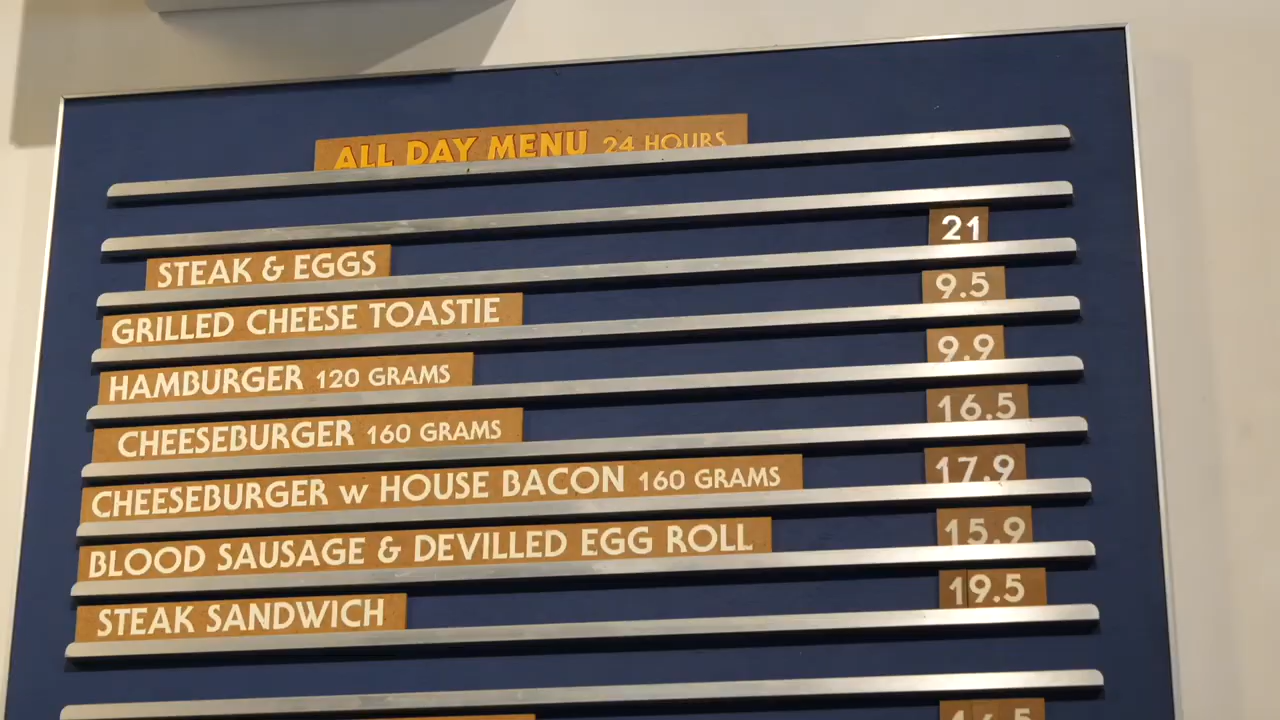 ALL DAY MENU 24 HOURS
STEAK & EGGS 21
GRILLED CHEESE TOASTIE 9.5
HAMBURGER 120 GRAMS 9.9
CHEESEBURGER 160 GRAMS 16.5
CHEESEBURGER w HOUSE BACON 160 GRAMS 17.9
BLOOD SAUSAGE & DEVILLED EGG ROLL 15.9
STEAK SANDWICH 19.5